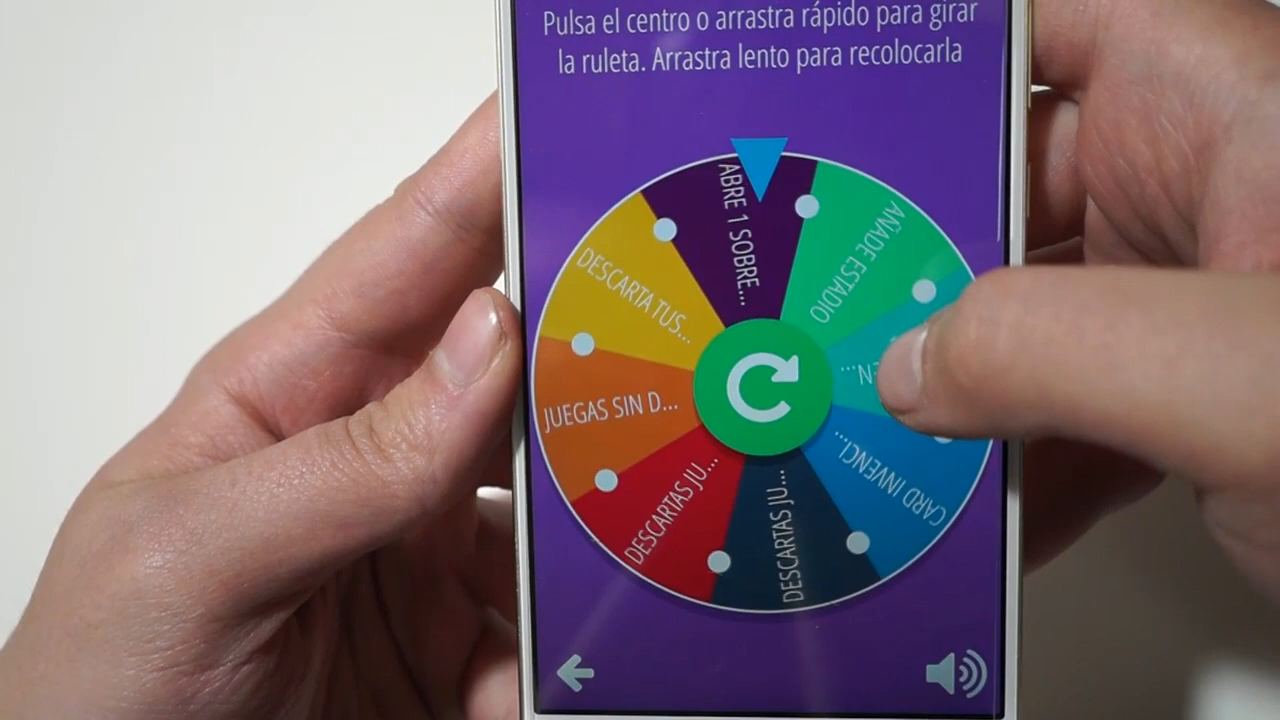 Pulsa el centro o arrastra rápido para girar
la ruleta. Arrastra lento para recolocarla
ABRE 1 SOBRE...
AÑADE ESTADIO
EN...
CARD INVENCI...
DESCARTAS JU...
DESCARTAS JU...
JUEGAS SIN D...
DESCARTA TUS...